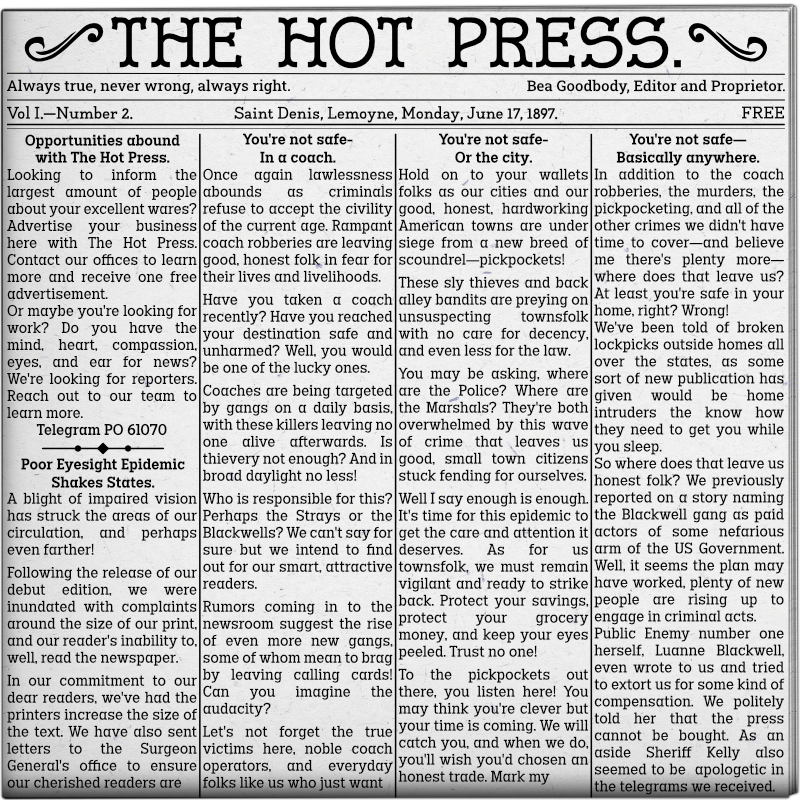 THE HOT PRESS.
Always true, never wrong, always right.
Bea Goodbody, Editor and Proprietor.
Vol I.—Number 2.
Saint Denis, Lemoyne, Monday, June 17, 1897.
FREE
Opportunities abound
with The Hot Press.
Looking to inform the
largest amount of people
about your excellent wares?
Advertise your business
here with The Hot Press.
Contact our offices to learn
more and receive one free
advertisement.
Or maybe you're looking for
work? Do you have the
mind, heart, compassion,
eyes, and ear for news?
We're looking for reporters.
Reach out to our team to
learn more.
Telegram PO 61070
Poor Eyesight Epidemic
Shakes States.
A blight of impaired vision
has struck the areas of our
circulation, and perhaps
even farther!
Following the release of our
debut edition, we were
inundated with complaints
around the size of our print,
and our reader's inability to,
well, read the newspaper.
In our commitment to our
dear readers, we've had the
printers increase the size of
the text. We have also sent
letters to the Surgeon
General's office to ensure
our cherished readers are
You're not safe-
In a coach.
Once again lawlessness
abounds as criminals
refuse to accept the civility
of the current age. Rampant
coach robberies are leaving
good, honest folk in fear for
their lives and livelihoods.
Have you taken a coach
recently? Have you reached
your destination safe and
unharmed? Well, you would
be one of the lucky ones.
Coaches are being targeted
by gangs on a daily basis,
with these killers leaving no
one alive afterwards. Is
thievery not enough? And in
broad daylight no less!
Who is responsible for this?
Perhaps the Strays or the
Blackwells? We can't say for
sure but we intend to find
out for our smart, attractive
readers.
Rumors coming in to the
newsroom suggest the rise
of even more new gangs,
some of whom mean to brag
by leaving calling cards!
Can you imagine the
audacity?
Let's not forget the true
victims here, noble coach
operators, and everyday
folks like us who just want
You're not safe-
Or the city.
Hold on to your wallets
folks as our cities and our
good, honest, hardworking
American towns are under
siege from a new breed of
scoundrel—pickpockets!
These sly thieves and back
alley bandits are preying on
unsuspecting townsfolk
with no care for decency,
and even less for the law.
You may be asking, where
are the Police? Where are
the Marshals? They're both
overwhelmed by this wave
of crime that leaves us
good, small town citizens
stuck fending for ourselves.
Well I say enough is enough.
It's time for this epidemic to
get the care and attention it
deserves. As for us
townsfolk, we must remain
vigilant and ready to strike
back. Protect your savings,
protect your grocery
money, and keep your eyes
peeled. Trust no one!
To the pickpockets out
there, you listen here! You
may think you're clever but
your time is coming. We will
catch you, and when we do,
you'll wish you'd chosen an
honest trade. Mark my
You're not safe—
Basically anywhere.
In addition to the coach
robberies, the murders, the
pickpocketing, and all of the
other crimes we didn't have
time to cover—and believe
me there's plenty more—
where does that leave us?
At least you're safe in your
home, right? Wrong!
We've been told of broken
lockpicks outside homes all
over the states, as some
sort of new publication has
given would be home
intruders the know how
they need to get you while
you sleep.
So where does that leave us
honest folk? We previously
reported on a story naming
the Blackwell gang as paid
actors of some nefarious
arm of the US Government.
Well, it seems the plan may
have worked, plenty of new
people are rising up to
engage in criminal acts.
Public Enemy number one
herself, Luanne Blackwell,
even wrote to us and tried
to extort us for some kind of
compensation. We politely
told her that the press
cannot be bought. As an
aside Sheriff Kelly also
seemed to be apologetic in
the telegrams we received.